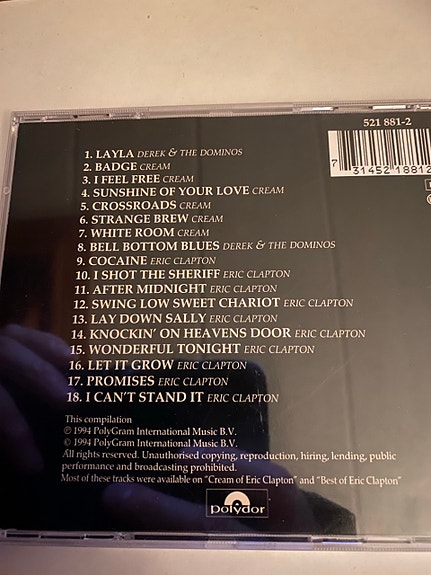 521 881-2
1. LAYLA DEREK & THE DOMINOS
2. BADGE CREAM
3. I FEEL FREE CREAM
4. SUNSHINE OF YOUR LOVE CREAM
5. CROSSROADS CREAM
6. STRANGE BREW CREAM
7. WHITE ROOM CREAM
8. BELL BOTTOM BLUES DEREK & THE DOMINOS
9. COCAINE ERIC CLAPTON
10. I SHOT THE SHERIFF ERIC CLAPTON
11. AFTER MIDNIGHT ERIC CLAPTON
12. SWING LOW SWEET CHARIOT ERIC CLAPTON
13. LAY DOWN SALLY ERIC CLAPTON
14. KNOCKIN' ON HEAVENS DOOR ERIC CLAPTON
15. WONDERFUL TONIGHT ERIC CLAPTON
16. LET IT GROW ERIC CLAPTON
17. PROMISES ERIC CLAPTON
18. I CAN'T STAND IT ERIC CLAPTON
7 31452 18812
This compilation
℗ 1994 PolyGram International Music B.V.
© 1994 PolyGram International Music B.V.
All rights reserved. Unauthorised copying, reproduction, hiring, lending, public
performance and broadcasting prohibited.
Most of these tracks were available on "Cream of Eric Clapton" and "Best of Eric Clapton"
polydor